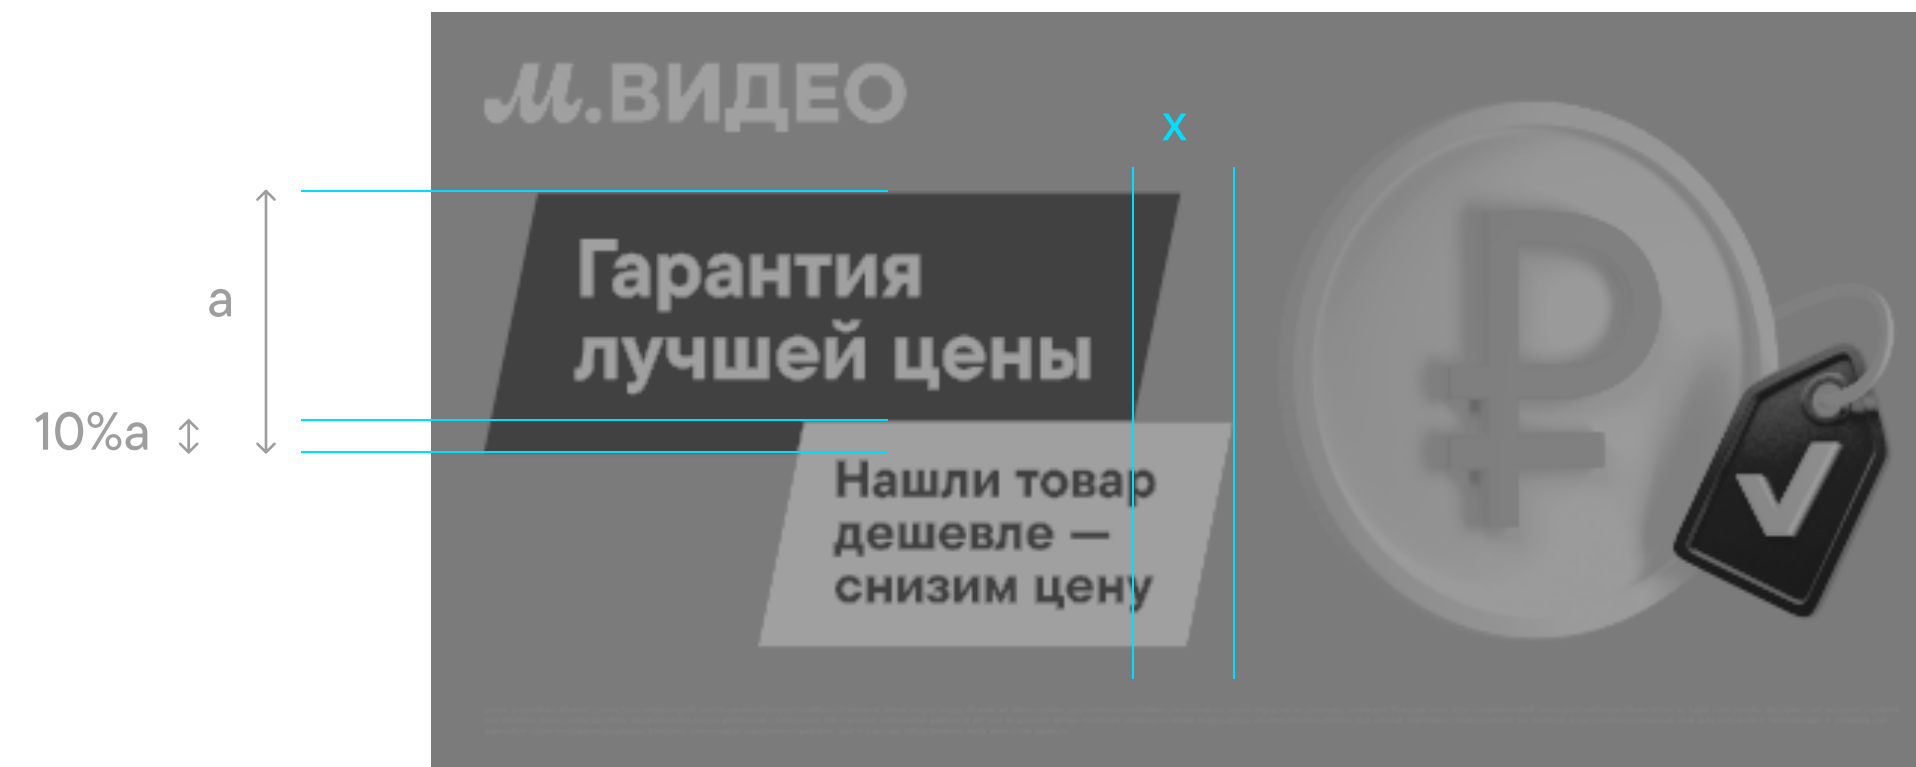 м.ВИДЕО
x
Гарантия
лучшей цены
a
10%a
Нашли товар
дешевле —
снизим цену